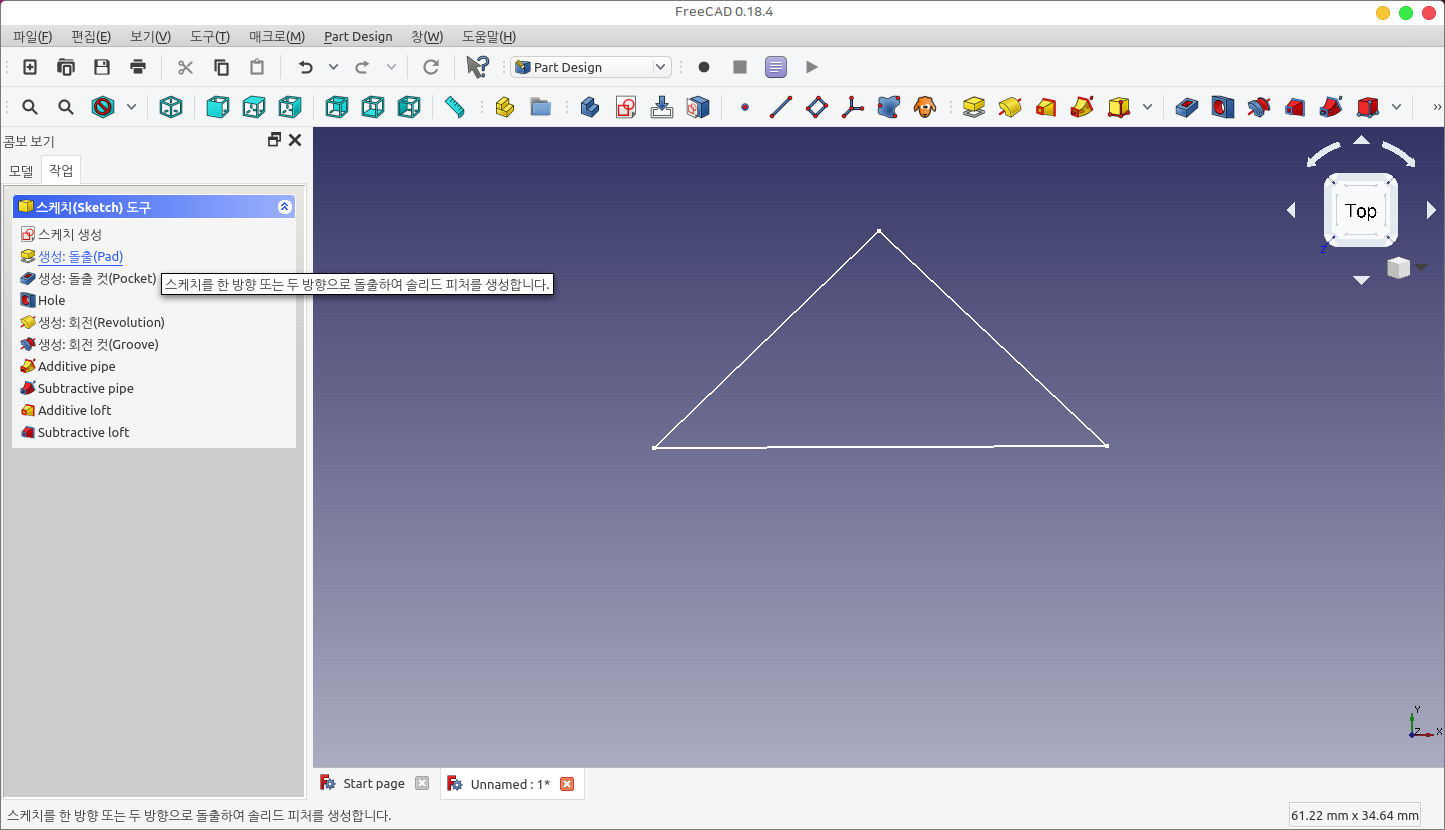 FreeCAD 0.18.4
파일(F) 편집(E) 보기(V) 도구(T) 매크로(M) Part Design 창(W) 도움말(H)
Part Design
콤보 보기
모델 작업
스케치(Sketch) 도구
스케치 생성
생성: 돌출(Pad)
생성: 돌출 컷(Pocket)
스케치를 한 방향 또는 두 방향으로 돌출하여 솔리드 피처를 생성합니다.
Hole
생성: 회전(Revolution)
생성: 회전 컷(Groove)
Additive pipe
Subtractive pipe
Additive loft
Subtractive loft
Top
Z
Y
Z X
Start page Unnamed : 1*
스케치를 한 방향 또는 두 방향으로 돌출하여 솔리드 피처를 생성합니다.
61.22 mm x 34.64 mm